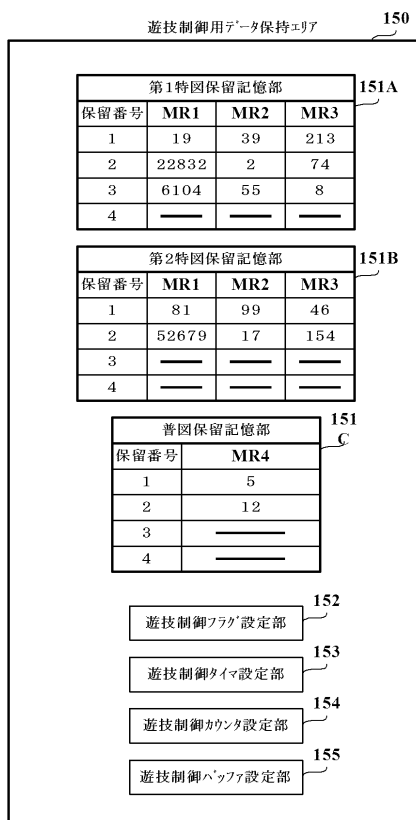 遊技制御用データ保持エリア
150
第1特図保留記憶部
151A
保留番号 MR1 MR2 MR3
1 19 39 213
2 22832 2 74
3 6104 55 8
4 ── ── ──
第2特図保留記憶部
151B
保留番号 MR1 MR2 MR3
1 81 99 46
2 52679 17 154
3 ── ── ──
4 ── ── ──
普図保留記憶部
151
C
保留番号 MR4
1 5
2 12
3 ──
4 ──
152
遊技制御フラグ設定部
153
遊技制御タイマ設定部
154
遊技制御カウンタ設定部
155
遊技制御バッファ設定部